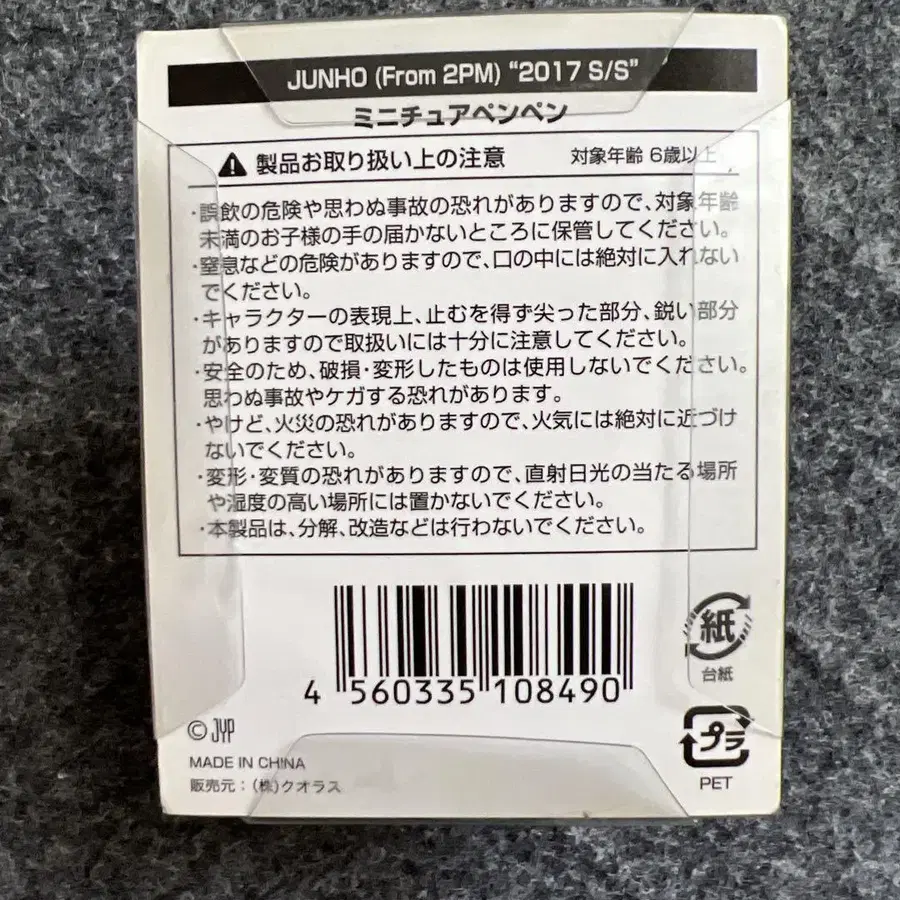 JUNHO (From 2PM) “2017 S/S”
ミニチュアペンペン
製品お取り扱い上の注意 対象年齢 6歳以上
・誤飲の危険や思わぬ事故の恐れがありますので、対象年齢
未満のお子様の手の届かないところに保管してください。
・窒息などの危険がありますので、口の中には絶対に入れない
でください。
・キャラクターの表現上、止むを得ず尖った部分、鋭い部分
がありますので取扱いには十分に注意してください。
・安全のため、破損・変形したものは使用しないでください。
思わぬ事故やケガする恐れがあります。
・やけど、火災の恐れがありますので、火気には絶対に近づけ
ないでください。
・変形・変質の恐れがありますので、直射日光の当たる場所
や湿度の高い場所には置かないでください。
・本製品は、分解、改造などは行わないでください。
4 560335 108490
紙
台紙
© JYP
プラ
MADE IN CHINA
PET
販売元：（株）クオラス